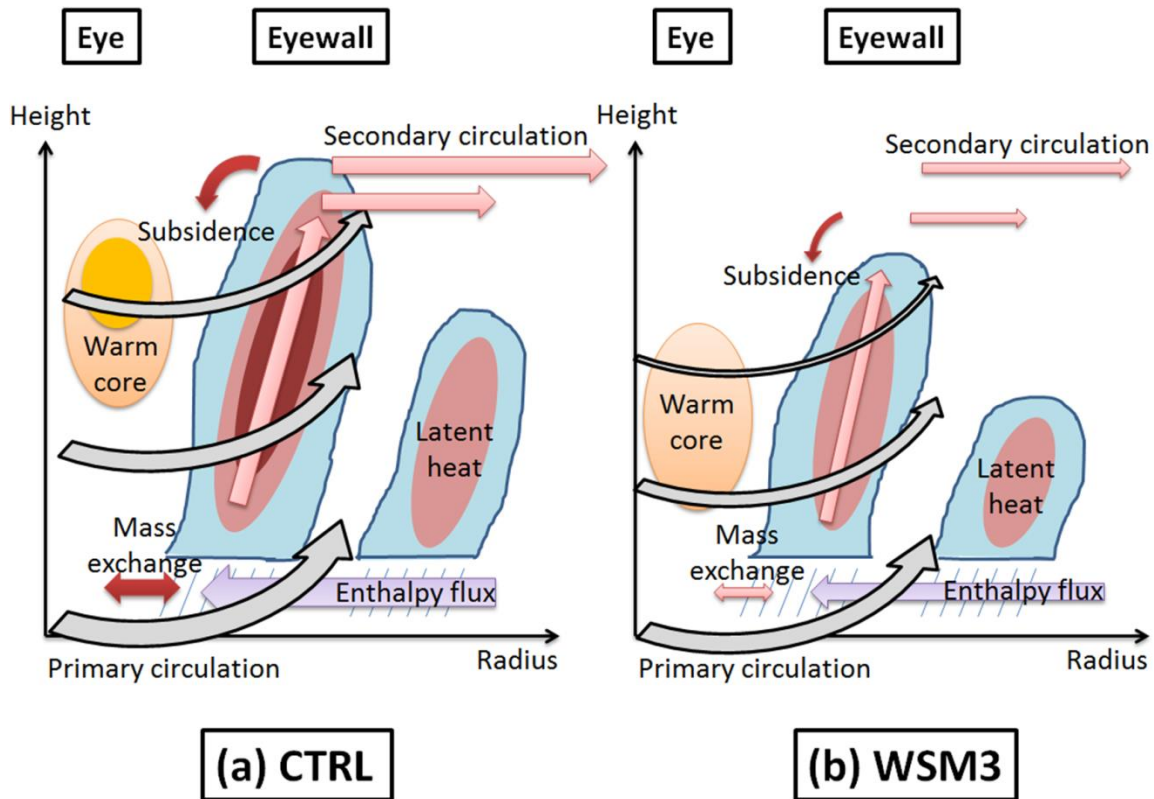 Eye
Eyewall
Height
Secondary circulation
Subsidence
Warm
core
Latent
heat
Mass
exchange
Enthalpy flux
Primary circulation
Radius
(a) CTRL
Eye
Eyewall
Height
Secondary circulation
Subsidence
Warm
core
Latent
heat
Mass
exchange
Enthalpy flux
Primary circulation
Radius
(b) WSM3